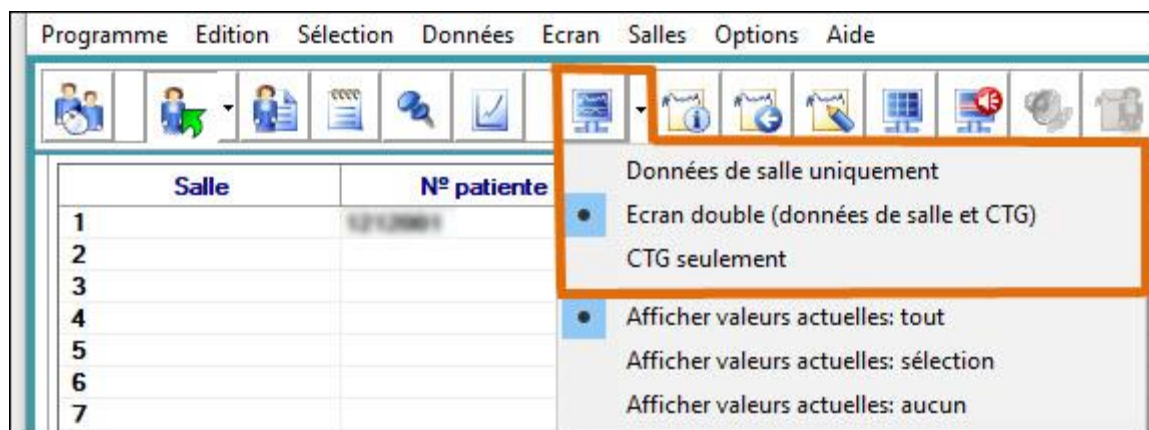 Programme Edition Sélection Données Ecran Salles Options Aide
Salle Nº patiente
1
2
3
4
5
6
7
Données de salle uniquement
Ecran double (données de salle et CTG)
CTG seulement
Afficher valeurs actuelles: tout
Afficher valeurs actuelles: sélection
Afficher valeurs actuelles: aucun